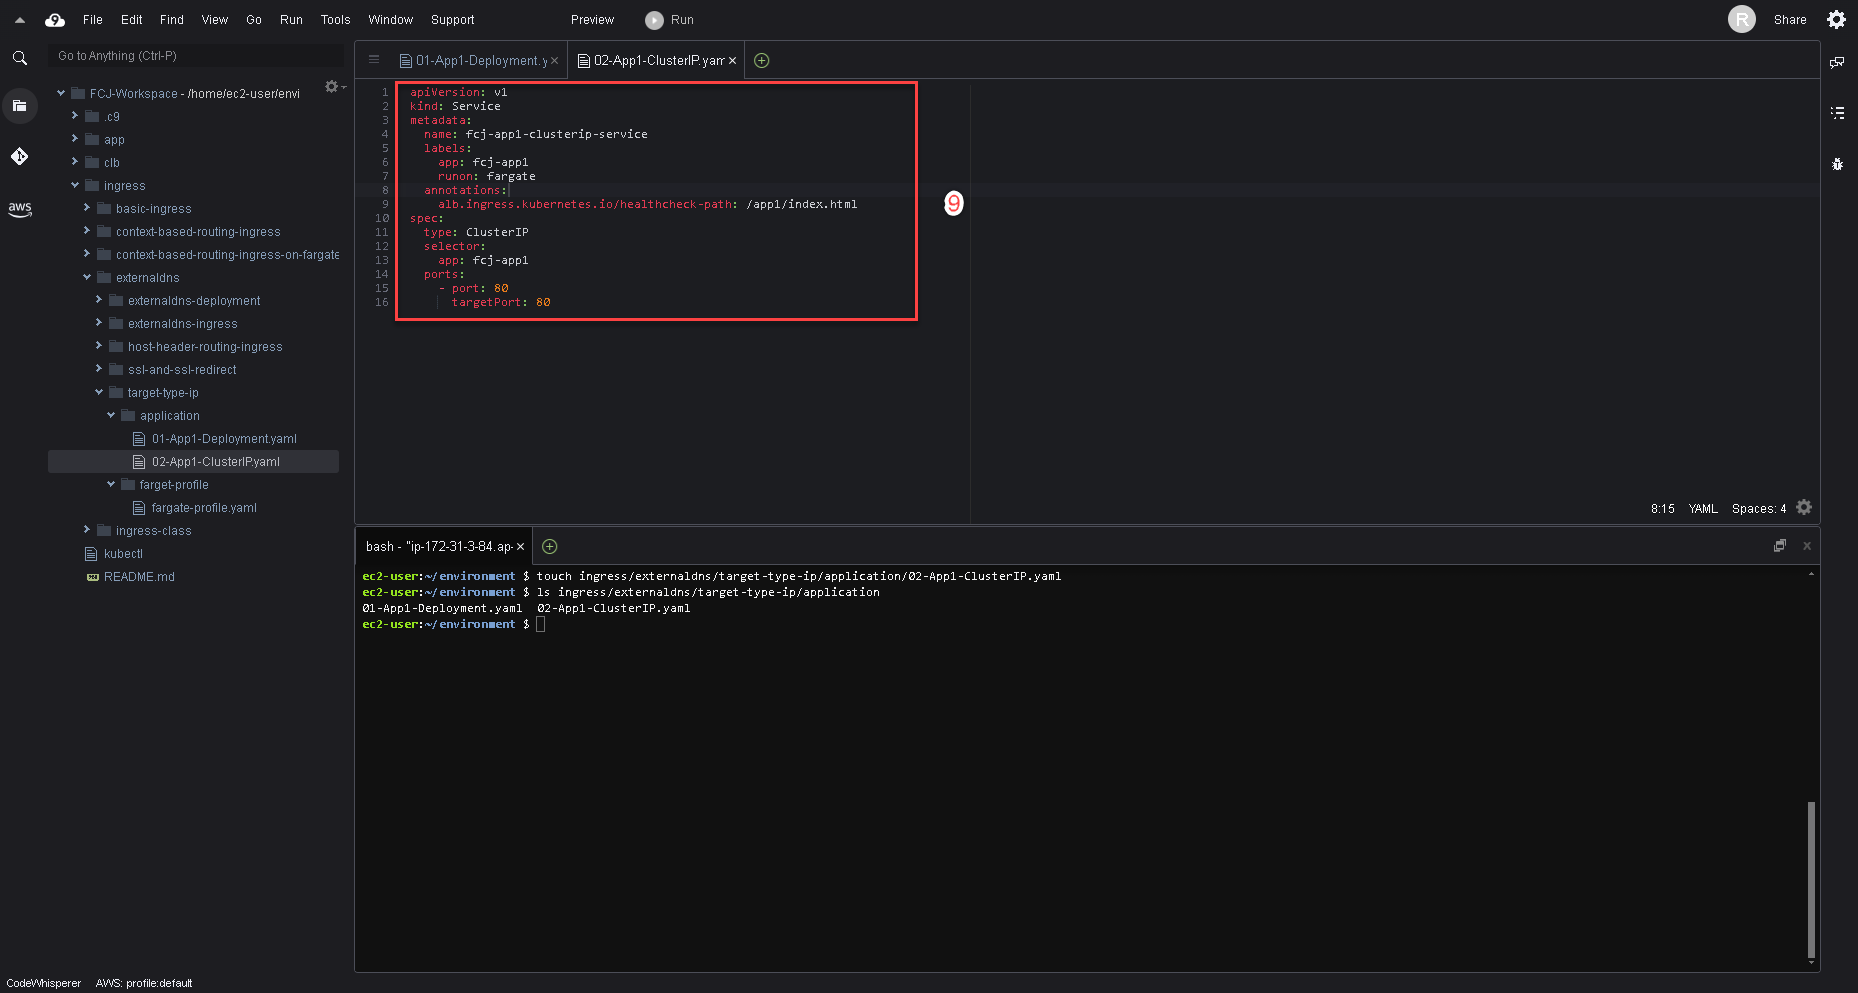 File Edit Find View Go Run Tools Window Support Preview Run R Share
Go to Anything (Ctrl-P)
FCJ-Workspace - /home/ec2-user/envi
.c9
app
clb
ingress
basic-ingress
context-based-routing-ingress
context-based-routing-ingress-on-fargate
externaldns
externaldns-deployment
externaldns-ingress
host-header-routing-ingress
ssl-and-ssl-redirect
target-type-ip
application
01-App1-Deployment.yaml
02-App1-ClusterIP.yaml
farget-profile
fargate-profile.yaml
ingress-class
kubectl
README.md
aws
01-App1-Deployment.y 02-App1-ClusterIP.yam
1 apiVersion: v1
2 kind: Service
3 metadata:
4 name: fcj-app1-clusterip-service
5 labels:
6 app: fcj-app1
7 runon: fargate
8 annotations:
9 alb.ingress.kubernetes.io/healthcheck-path: /app1/index.html
10 spec:
11 type: ClusterIP
12 selector:
13 app: fcj-app1
14 ports:
15 - port: 80
16 targetPort: 80
9
8:15 YAML Spaces: 4
bash - "ip-172-31-3-84.ap-
ec2-user:~/environment $ touch ingress/externaldns/target-type-ip/application/02-App1-ClusterIP.yaml
ec2-user:~/environment $ ls ingress/externaldns/target-type-ip/application
01-App1-Deployment.yaml 02-App1-ClusterIP.yaml
ec2-user:~/environment $
CodeWhisperer AWS: profile:default